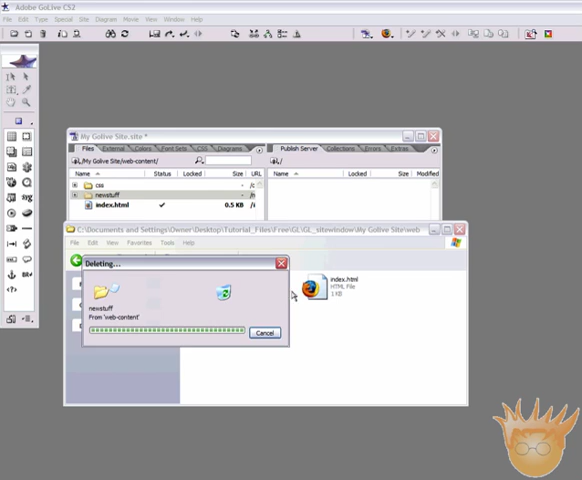 Adobe GoLive CS2
File Edit Type Special Site Diagram Movie View Window Help
My Golive Site.site *
Files External Colors Font Sets CSS Diagrams
Publish Server Collections Errors Extras
/My Golive Site/web-content/
/
Name Status Locked Size URL
Name Locked Size Modified
css - /c
newstuff - /n
index.html 0.5 KB /i
C:\Documents and Settings\Owner\Desktop\Tutorial_Files\Free\GL\GL_sitewindow\My Golive Site\web
File Edit View Favorites Tools Help
Deleting...
newstuff
From 'web-content'
Cancel
index.html
HTML File
1 KB